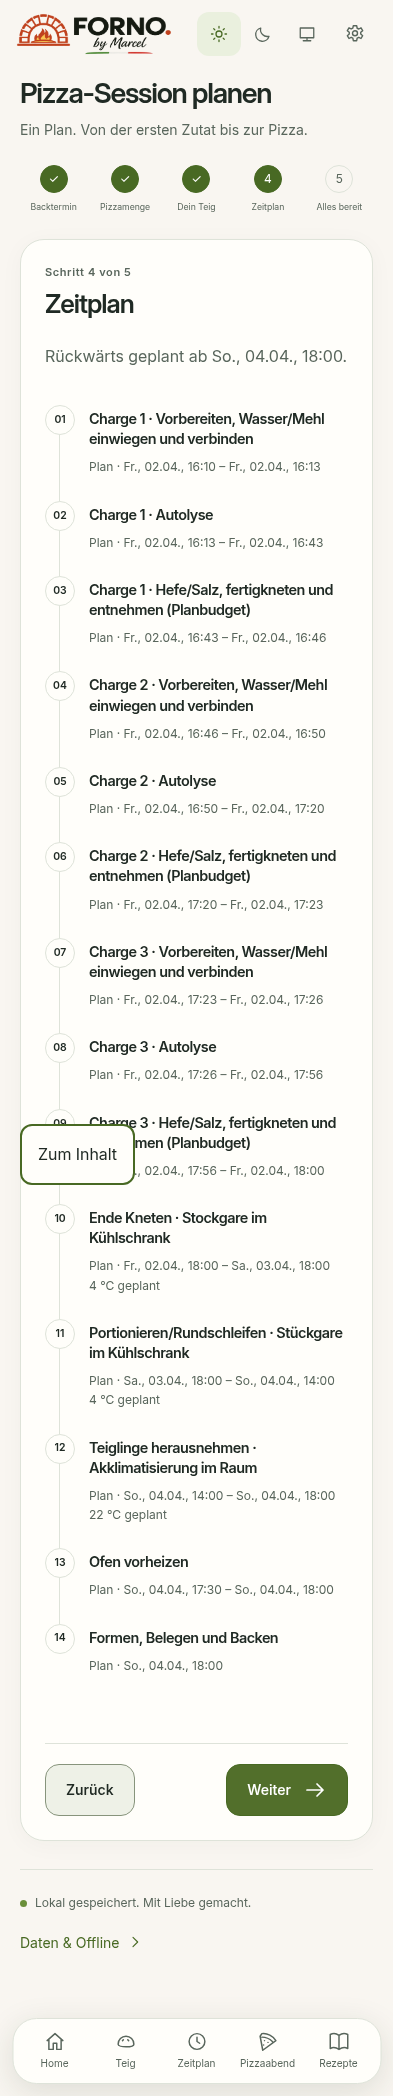 FORNO.
by Marcel
Pizza-Session planen
Ein Plan. Von der ersten Zutat bis zur Pizza.
4
5
Backtermin
Pizzamenge
Dein Teig
Zeitplan
Alles bereit
Schritt 4 von 5
Zeitplan
Rückwärts geplant ab So., 04.04., 18:00.
01
Charge 1 · Vorbereiten, Wasser/Mehl
einwiegen und verbinden
Plan · Fr., 02.04., 16:10 – Fr., 02.04., 16:13
02
Charge 1 · Autolyse
Plan · Fr., 02.04., 16:13 – Fr., 02.04., 16:43
03
Charge 1 · Hefe/Salz, fertigkneten und
entnehmen (Planbudget)
Plan · Fr., 02.04., 16:43 – Fr., 02.04., 16:46
04
Charge 2 · Vorbereiten, Wasser/Mehl
einwiegen und verbinden
Plan · Fr., 02.04., 16:46 – Fr., 02.04., 16:50
05
Charge 2 · Autolyse
Plan · Fr., 02.04., 16:50 – Fr., 02.04., 17:20
06
Charge 2 · Hefe/Salz, fertigkneten und
entnehmen (Planbudget)
Plan · Fr., 02.04., 17:20 – Fr., 02.04., 17:23
07
Charge 3 · Vorbereiten, Wasser/Mehl
einwiegen und verbinden
Plan · Fr., 02.04., 17:23 – Fr., 02.04., 17:26
08
Charge 3 · Autolyse
Plan · Fr., 02.04., 17:26 – Fr., 02.04., 17:56
Charge 3 · Hefe/Salz, fertigkneten und
(Planbudget)
02.04., 17:56 – Fr., 02.04., 18:00
Zum Inhalt
10
Ende Kneten · Stockgare im
Kühlschrank
Plan · Fr., 02.04., 18:00 – Sa., 03.04., 18:00
4 °C geplant
11
Portionieren/Rundschleifen · Stückgare
im Kühlschrank
Plan · Sa., 03.04., 18:00 – So., 04.04., 14:00
4 °C geplant
12
Teiglinge herausnehmen ·
Akklimatisierung im Raum
Plan · So., 04.04., 14:00 – So., 04.04., 18:00
22 °C geplant
13
Ofen vorheizen
Plan · So., 04.04., 17:30 – So., 04.04., 18:00
14
Formen, Belegen und Backen
Plan · So., 04.04., 18:00
Zurück
Weiter
Lokal gespeichert. Mit Liebe gemacht.
Daten & Offline
Home
Teig
Zeitplan
Pizzaabend
Rezepte